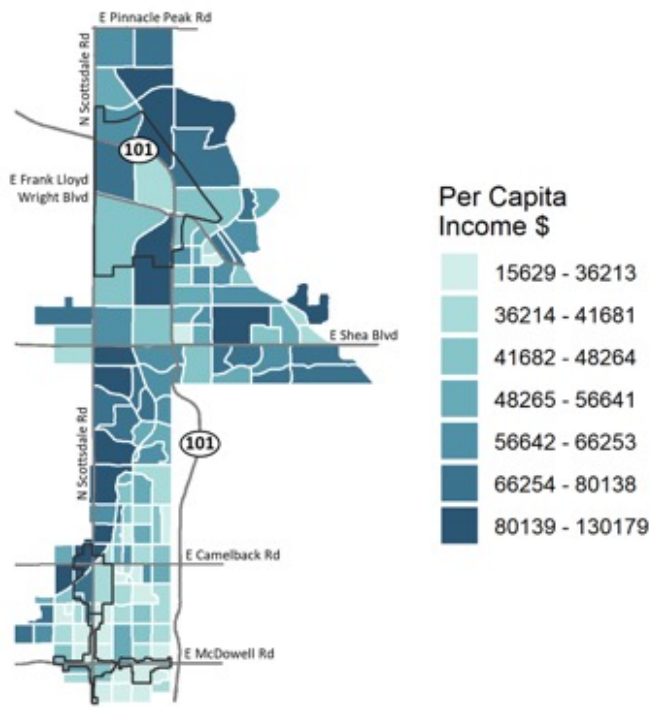 E Pinnacle Peak Rd
N Scottsdale Rd
101
E Frank Lloyd
Wright Blvd
E Shea Blvd
N Scottsdale Rd
101
E Camelback Rd
E McDowell Rd
Per Capita
Income $
15629 - 36213
36214 - 41681
41682 - 48264
48265 - 56641
56642 - 66253
66254 - 80138
80139 - 130179